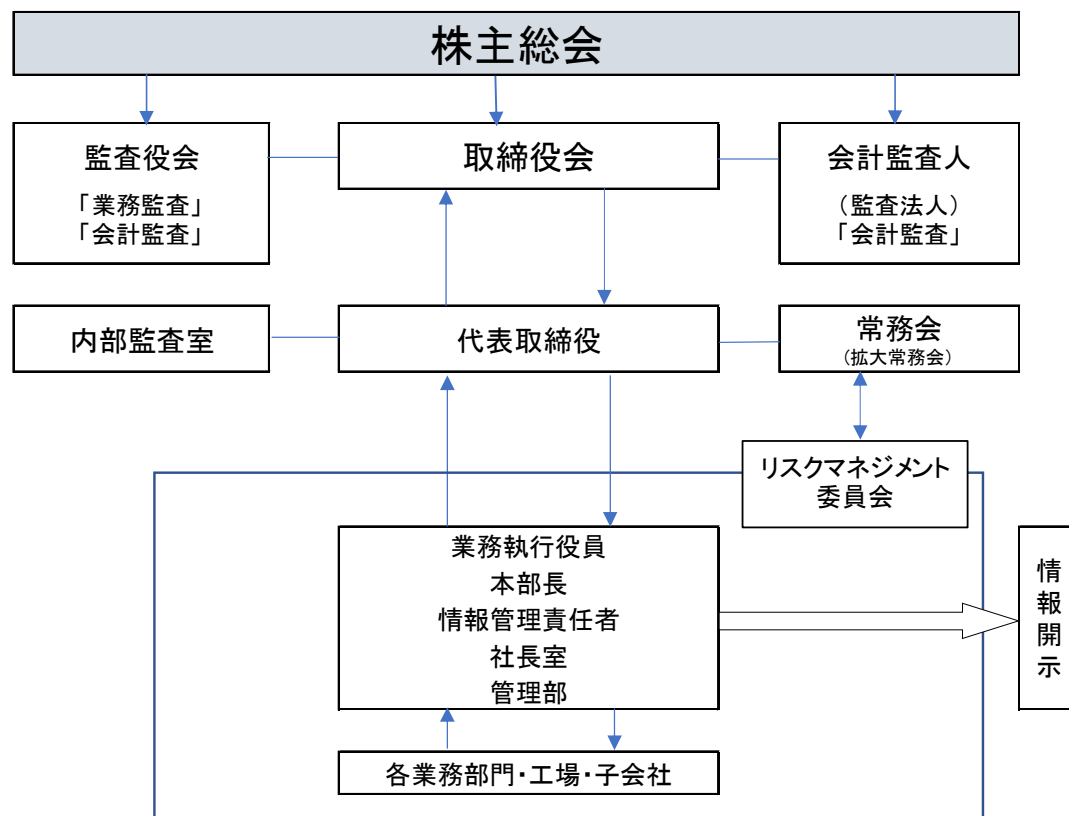 株主総会
監査役会
「業務監査」
「会計監査」
取締役会
会計監査人
（監査法人）
「会計監査」
内部監査室
代表取締役
常務会
（拡大常務会）
リスクマネジメント
委員会
業務執行役員
本部長
情報管理責任者
社長室
管理部
情報開示
各業務部門・工場・子会社